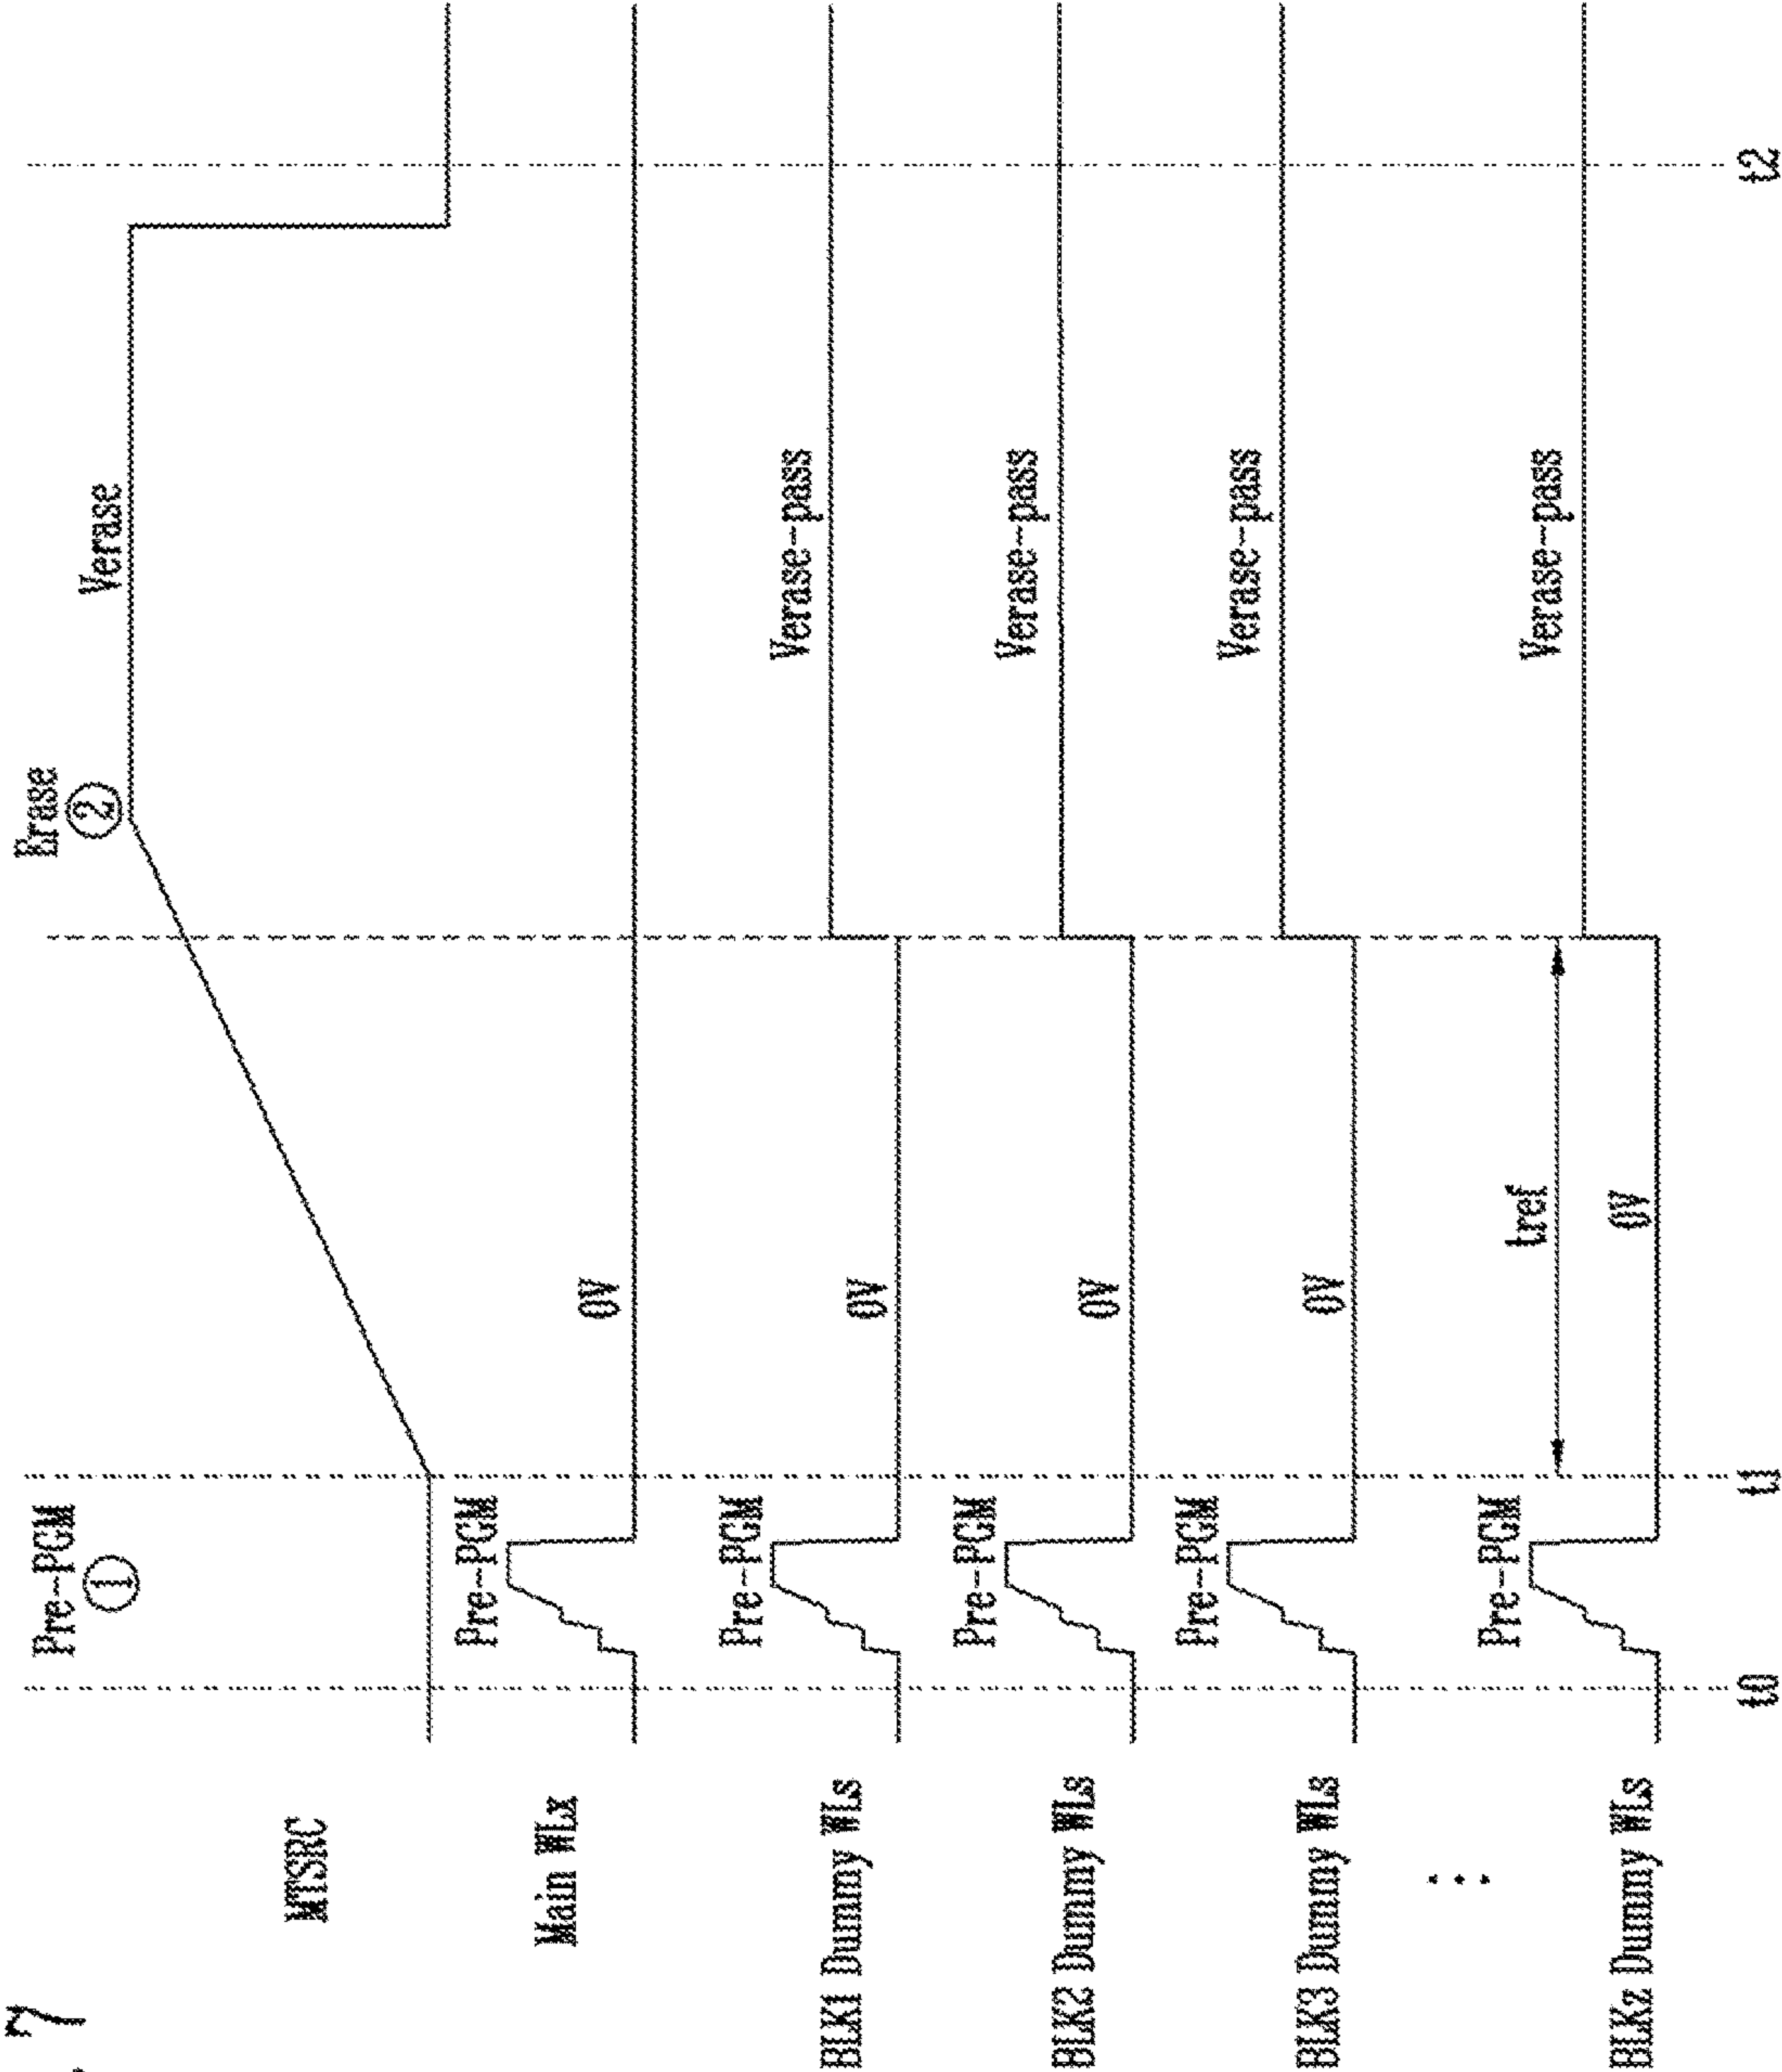 7
Pre-PGM
①
Erase
②
MTSRC
Verase
Main WLx
Pre-PGM
0V
BLK1 Dummy WLs
Pre-PGM
0V
Verase-pass
BLK2 Dummy WLs
Pre-PGM
0V
Verase-pass
BLK3 Dummy WLs
Pre-PGM
0V
Verase-pass
BLKz Dummy WLs
Pre-PGM
tref
0V
Verase-pass
t0
t1
t2